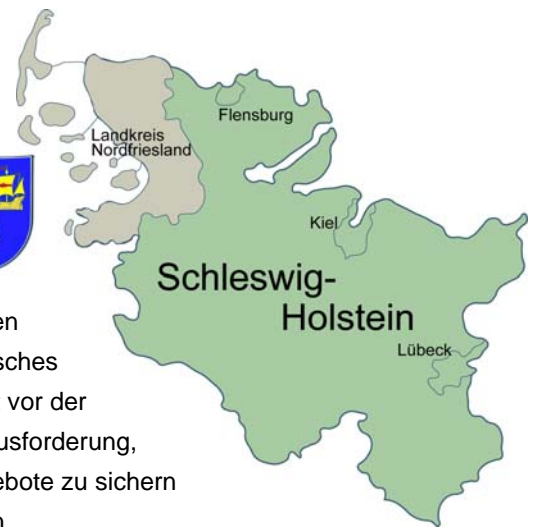 Flensburg
Landkreis
Nordfriesland
Kiel
Schleswig-
Holstein
Lübeck
en
sches
vor der
usforderung,
ebote zu sichern